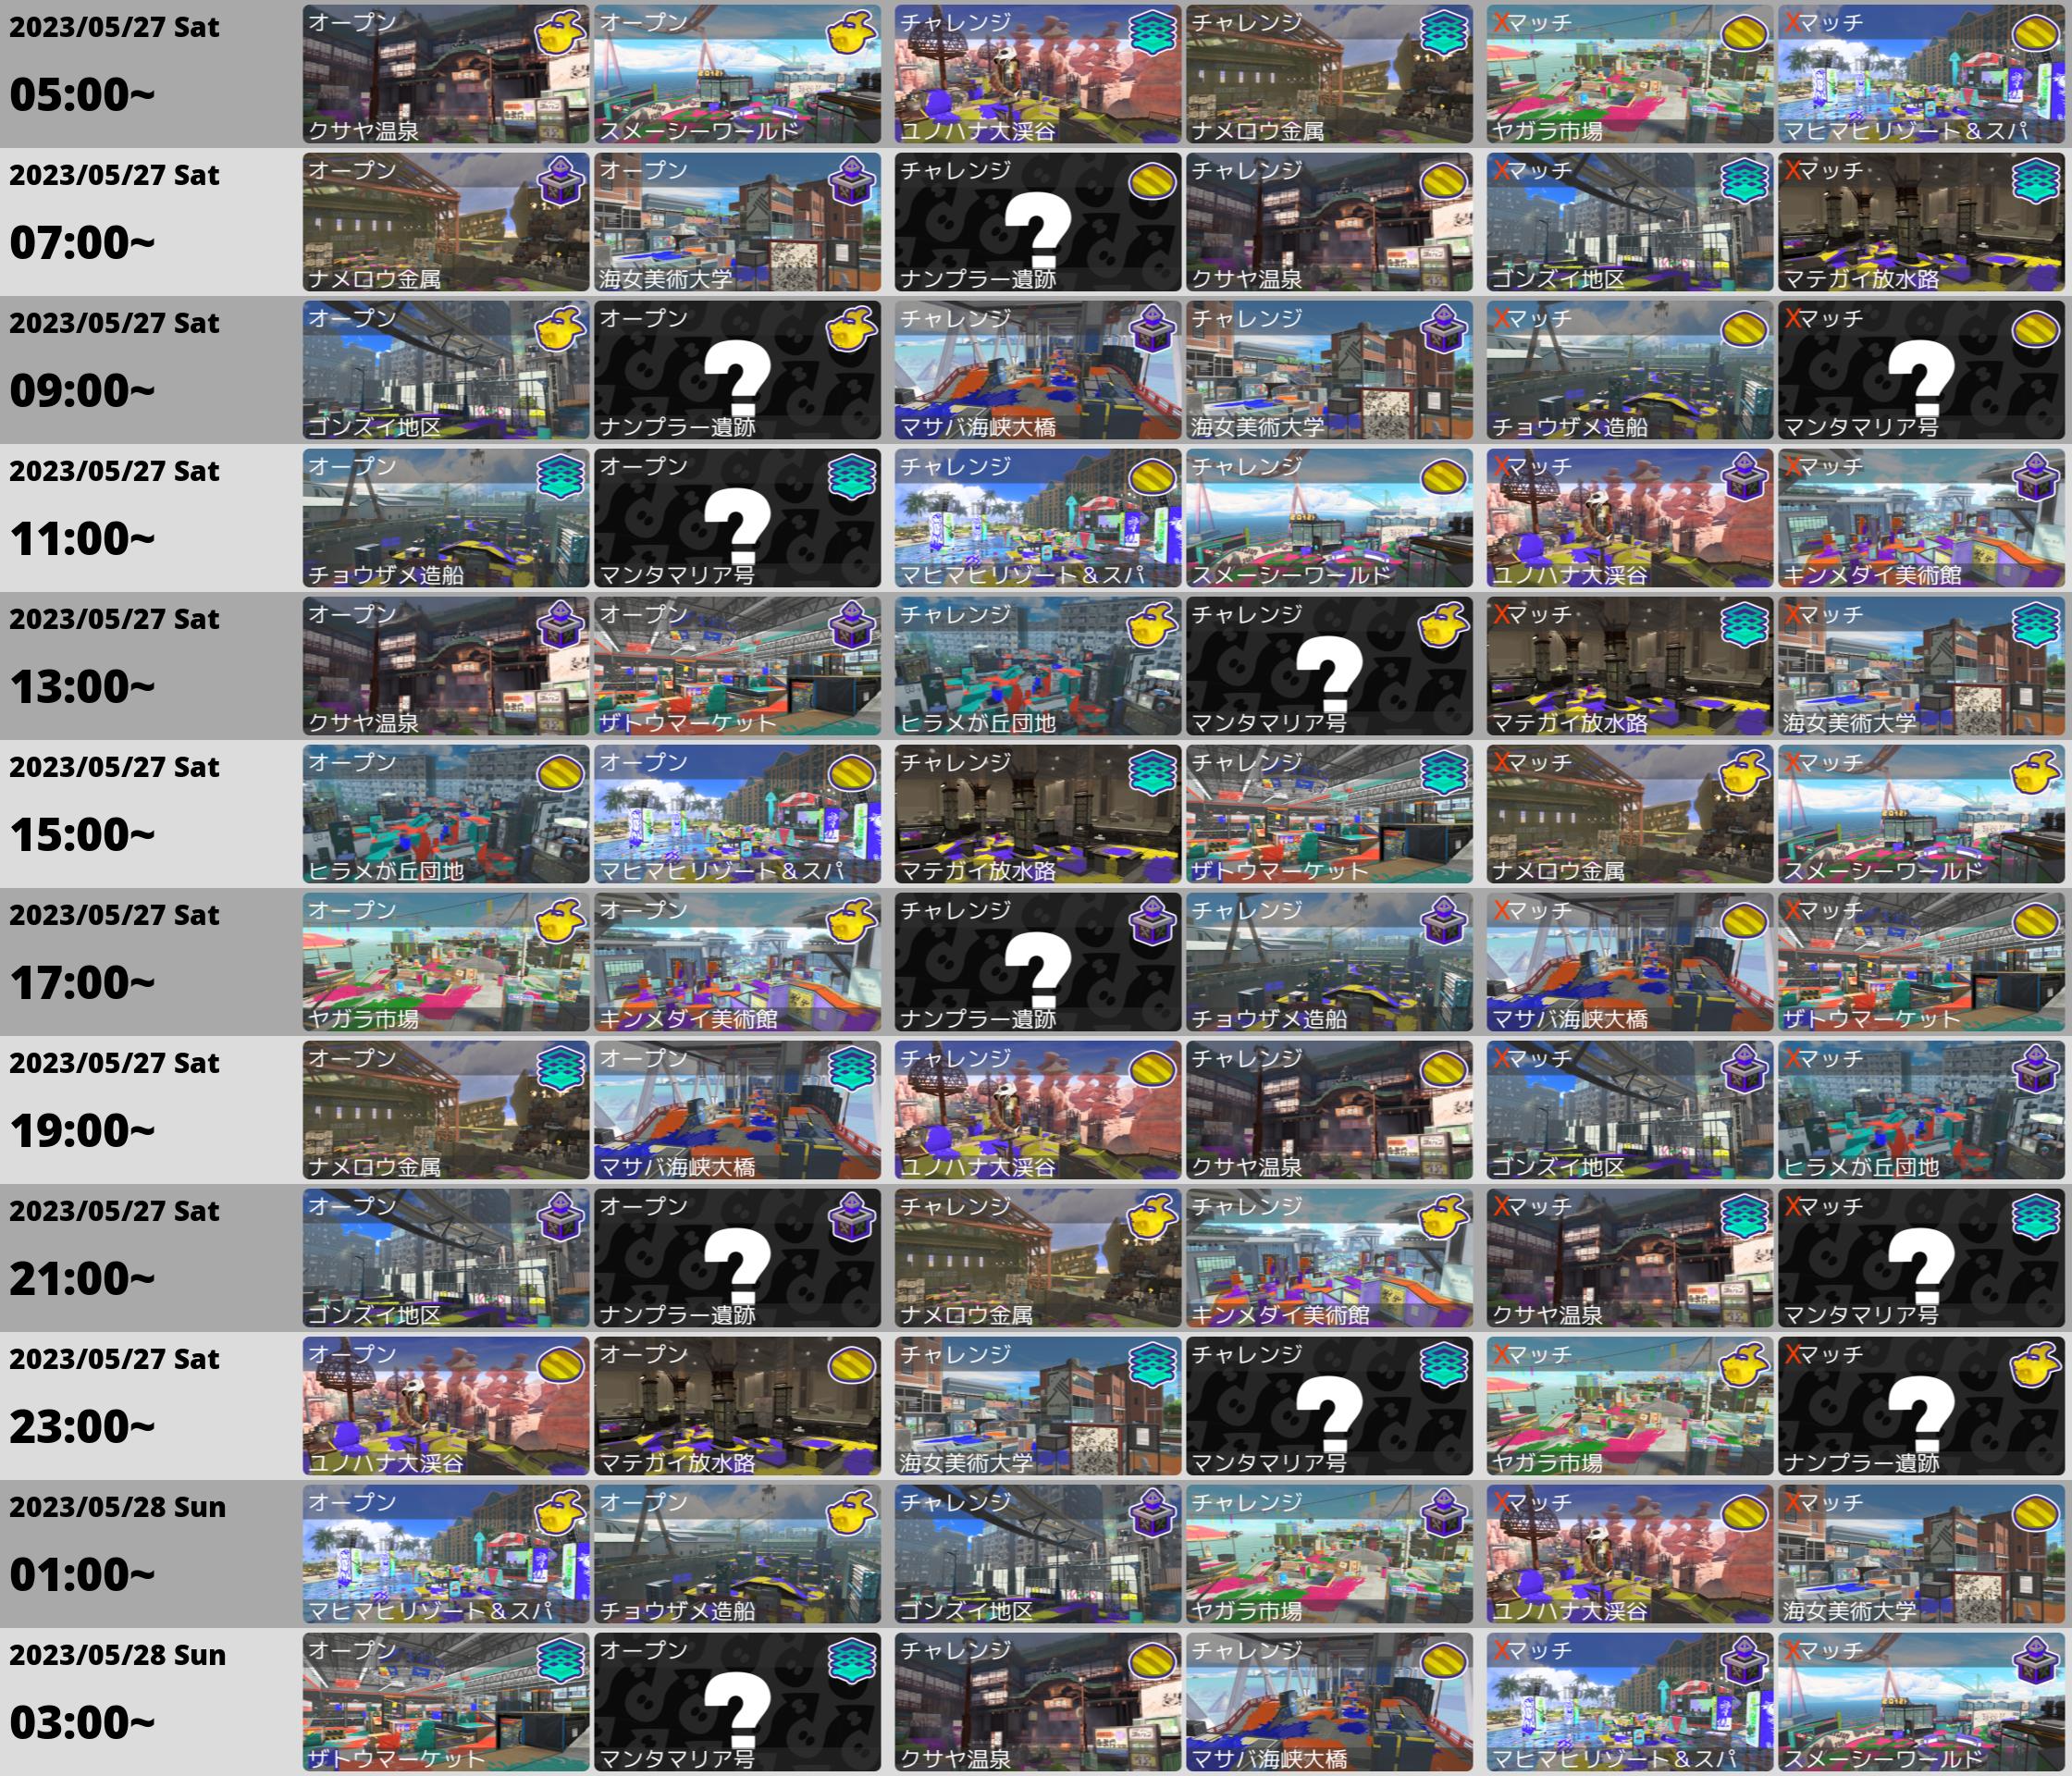 2023/05/27 Sat
05:00~
オープン オープン チャレンジ チャレンジ Xマッチ Xマッチ
クサヤ温泉 スメーシーワールド ユノハナ大渓谷 ナメロウ金属 ヤガラ市場 マヒマヒリゾート＆スパ
2023/05/27 Sat
07:00~
オープン オープン チャレンジ チャレンジ Xマッチ Xマッチ
ナメロウ金属 海女美術大学 ナンプラー遺跡 クサヤ温泉 ゴンズイ地区 マテガイ放水路
2023/05/27 Sat
09:00~
オープン オープン チャレンジ チャレンジ Xマッチ Xマッチ
ゴンズイ地区 ナンプラー遺跡 マサバ海峡大橋 海女美術大学 チョウザメ造船 マンタマリア号
2023/05/27 Sat
11:00~
オープン オープン チャレンジ チャレンジ Xマッチ Xマッチ
チョウザメ造船 マンタマリア号 マヒマヒリゾート＆スパ スメーシーワールド ユノハナ大渓谷 キンメダイ美術館
2023/05/27 Sat
13:00~
オープン オープン チャレンジ チャレンジ Xマッチ Xマッチ
クサヤ温泉 ザトウマーケット ヒラメが丘団地 マンタマリア号 マテガイ放水路 海女美術大学
2023/05/27 Sat
15:00~
オープン オープン チャレンジ チャレンジ Xマッチ Xマッチ
ヒラメが丘団地 マヒマヒリゾート＆スパ マテガイ放水路 ザトウマーケット ナメロウ金属 スメーシーワールド
2023/05/27 Sat
17:00~
オープン オープン チャレンジ チャレンジ Xマッチ Xマッチ
ヤガラ市場 キンメダイ美術館 ナンプラー遺跡 チョウザメ造船 マサバ海峡大橋 ザトウマーケット
2023/05/27 Sat
19:00~
オープン オープン チャレンジ チャレンジ Xマッチ Xマッチ
ナメロウ金属 マサバ海峡大橋 ユノハナ大渓谷 クサヤ温泉 ゴンズイ地区 ヒラメが丘団地
2023/05/27 Sat
21:00~
オープン オープン チャレンジ チャレンジ Xマッチ Xマッチ
ゴンズイ地区 ナンプラー遺跡 ナメロウ金属 キンメダイ美術館 クサヤ温泉 マンタマリア号
2023/05/27 Sat
23:00~
オープン オープン チャレンジ チャレンジ Xマッチ Xマッチ
ユノハナ大渓谷 マテガイ放水路 海女美術大学 マンタマリア号 ヤガラ市場 ナンプラー遺跡
2023/05/28 Sun
01:00~
オープン オープン チャレンジ チャレンジ Xマッチ Xマッチ
マヒマヒリゾート＆スパ チョウザメ造船 ゴンズイ地区 ヤガラ市場 ユノハナ大渓谷 海女美術大学
2023/05/28 Sun
03:00~
オープン オープン チャレンジ チャレンジ Xマッチ Xマッチ
ザトウマーケット マンタマリア号 クサヤ温泉 マサバ海峡大橋 マヒマヒリゾート＆スパ スメーシーワールド